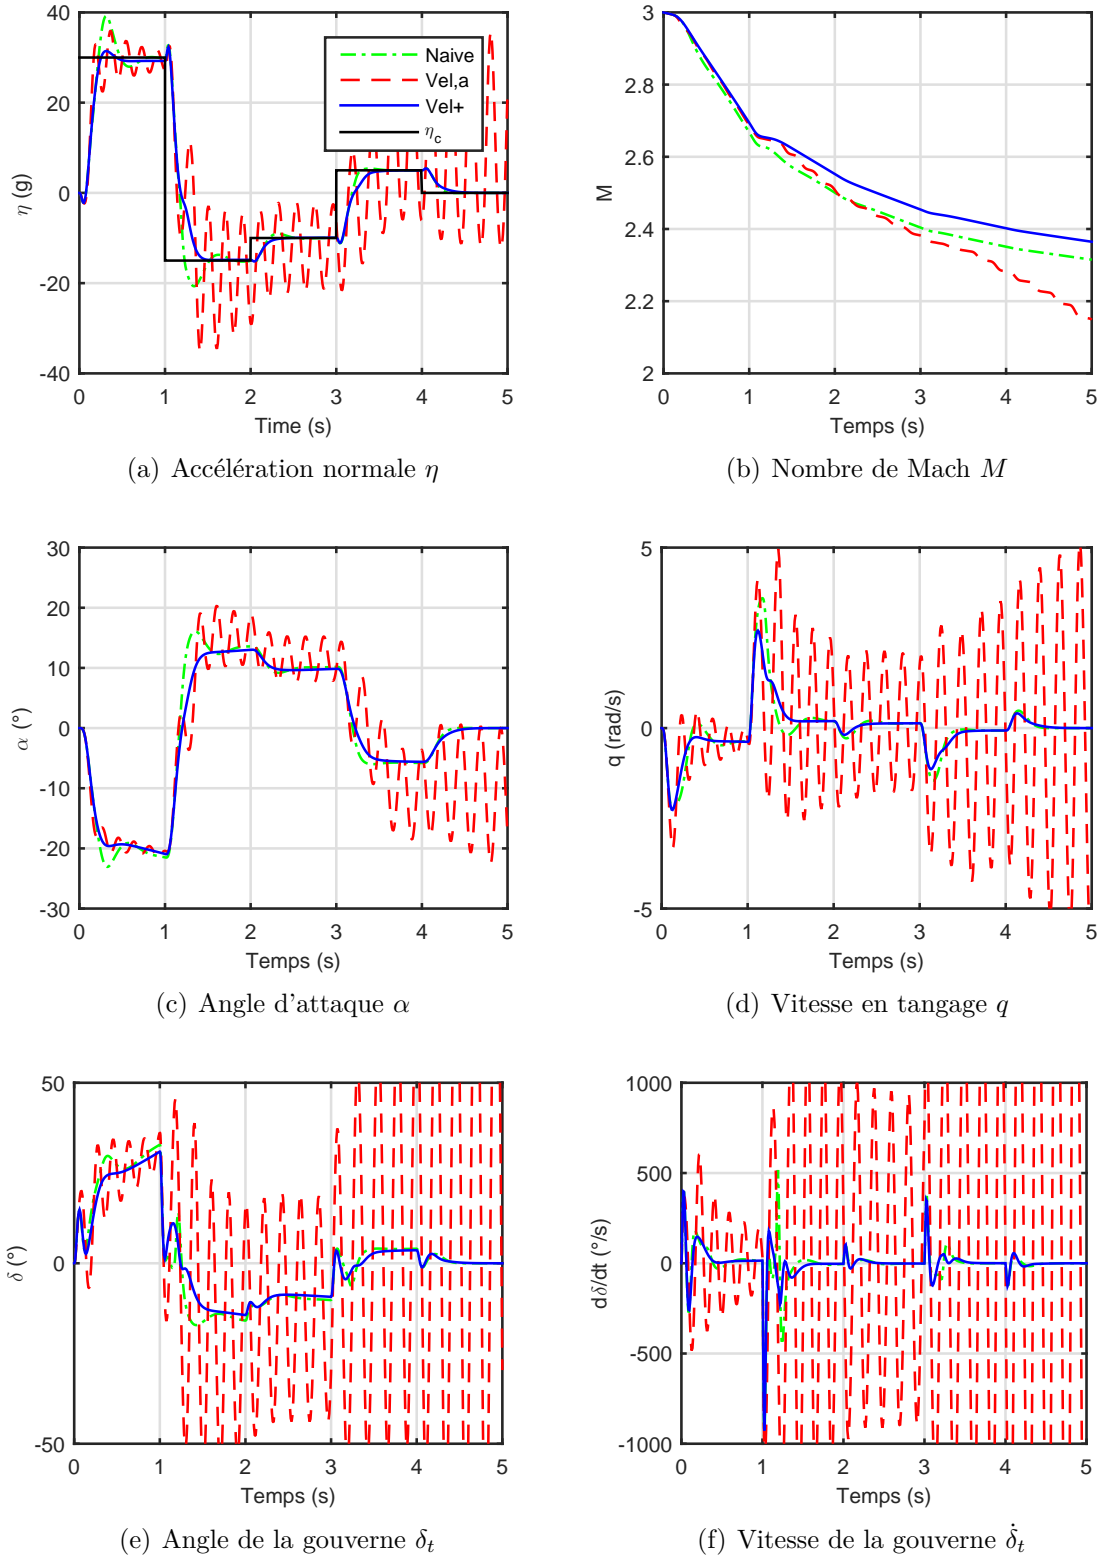 40
20
0
-20
-40
η (g)
0 1 2 3 4 5
Time (s)
Naive
Vel,a
Vel+
η_c
(a) Accélération normale η
3
2.8
2.6
2.4
2.2
2
M
0 1 2 3 4 5
Temps (s)
(b) Nombre de Mach M
30
20
10
0
-10
-20
-30
α (°)
0 1 2 3 4 5
Temps (s)
(c) Angle d'attaque α
5
0
-5
q (rad/s)
0 1 2 3 4 5
Temps (s)
(d) Vitesse en tangage q
50
0
-50
δ (°)
0 1 2 3 4 5
Temps (s)
(e) Angle de la gouverne δ_t
1000
500
0
-500
-1000
dδ/dt (°/s)
0 1 2 3 4 5
Temps (s)
(f) Vitesse de la gouverne δ̇_t